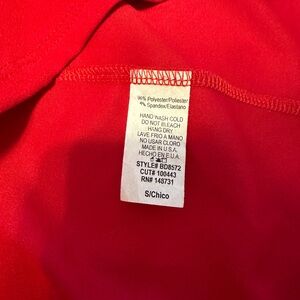 96% Polyester/Poliester
4% Spandex/Elastano
HAND WASH COLD
DO NOT BLEACH
HANG DRY
LAVE FRIO A MANO
NO USAR CLORO
MADE IN U.S.A.
HECHO EN E.U.A.
STYLE# BD8572
CUT# 100443
RN# 148731
S/Chico